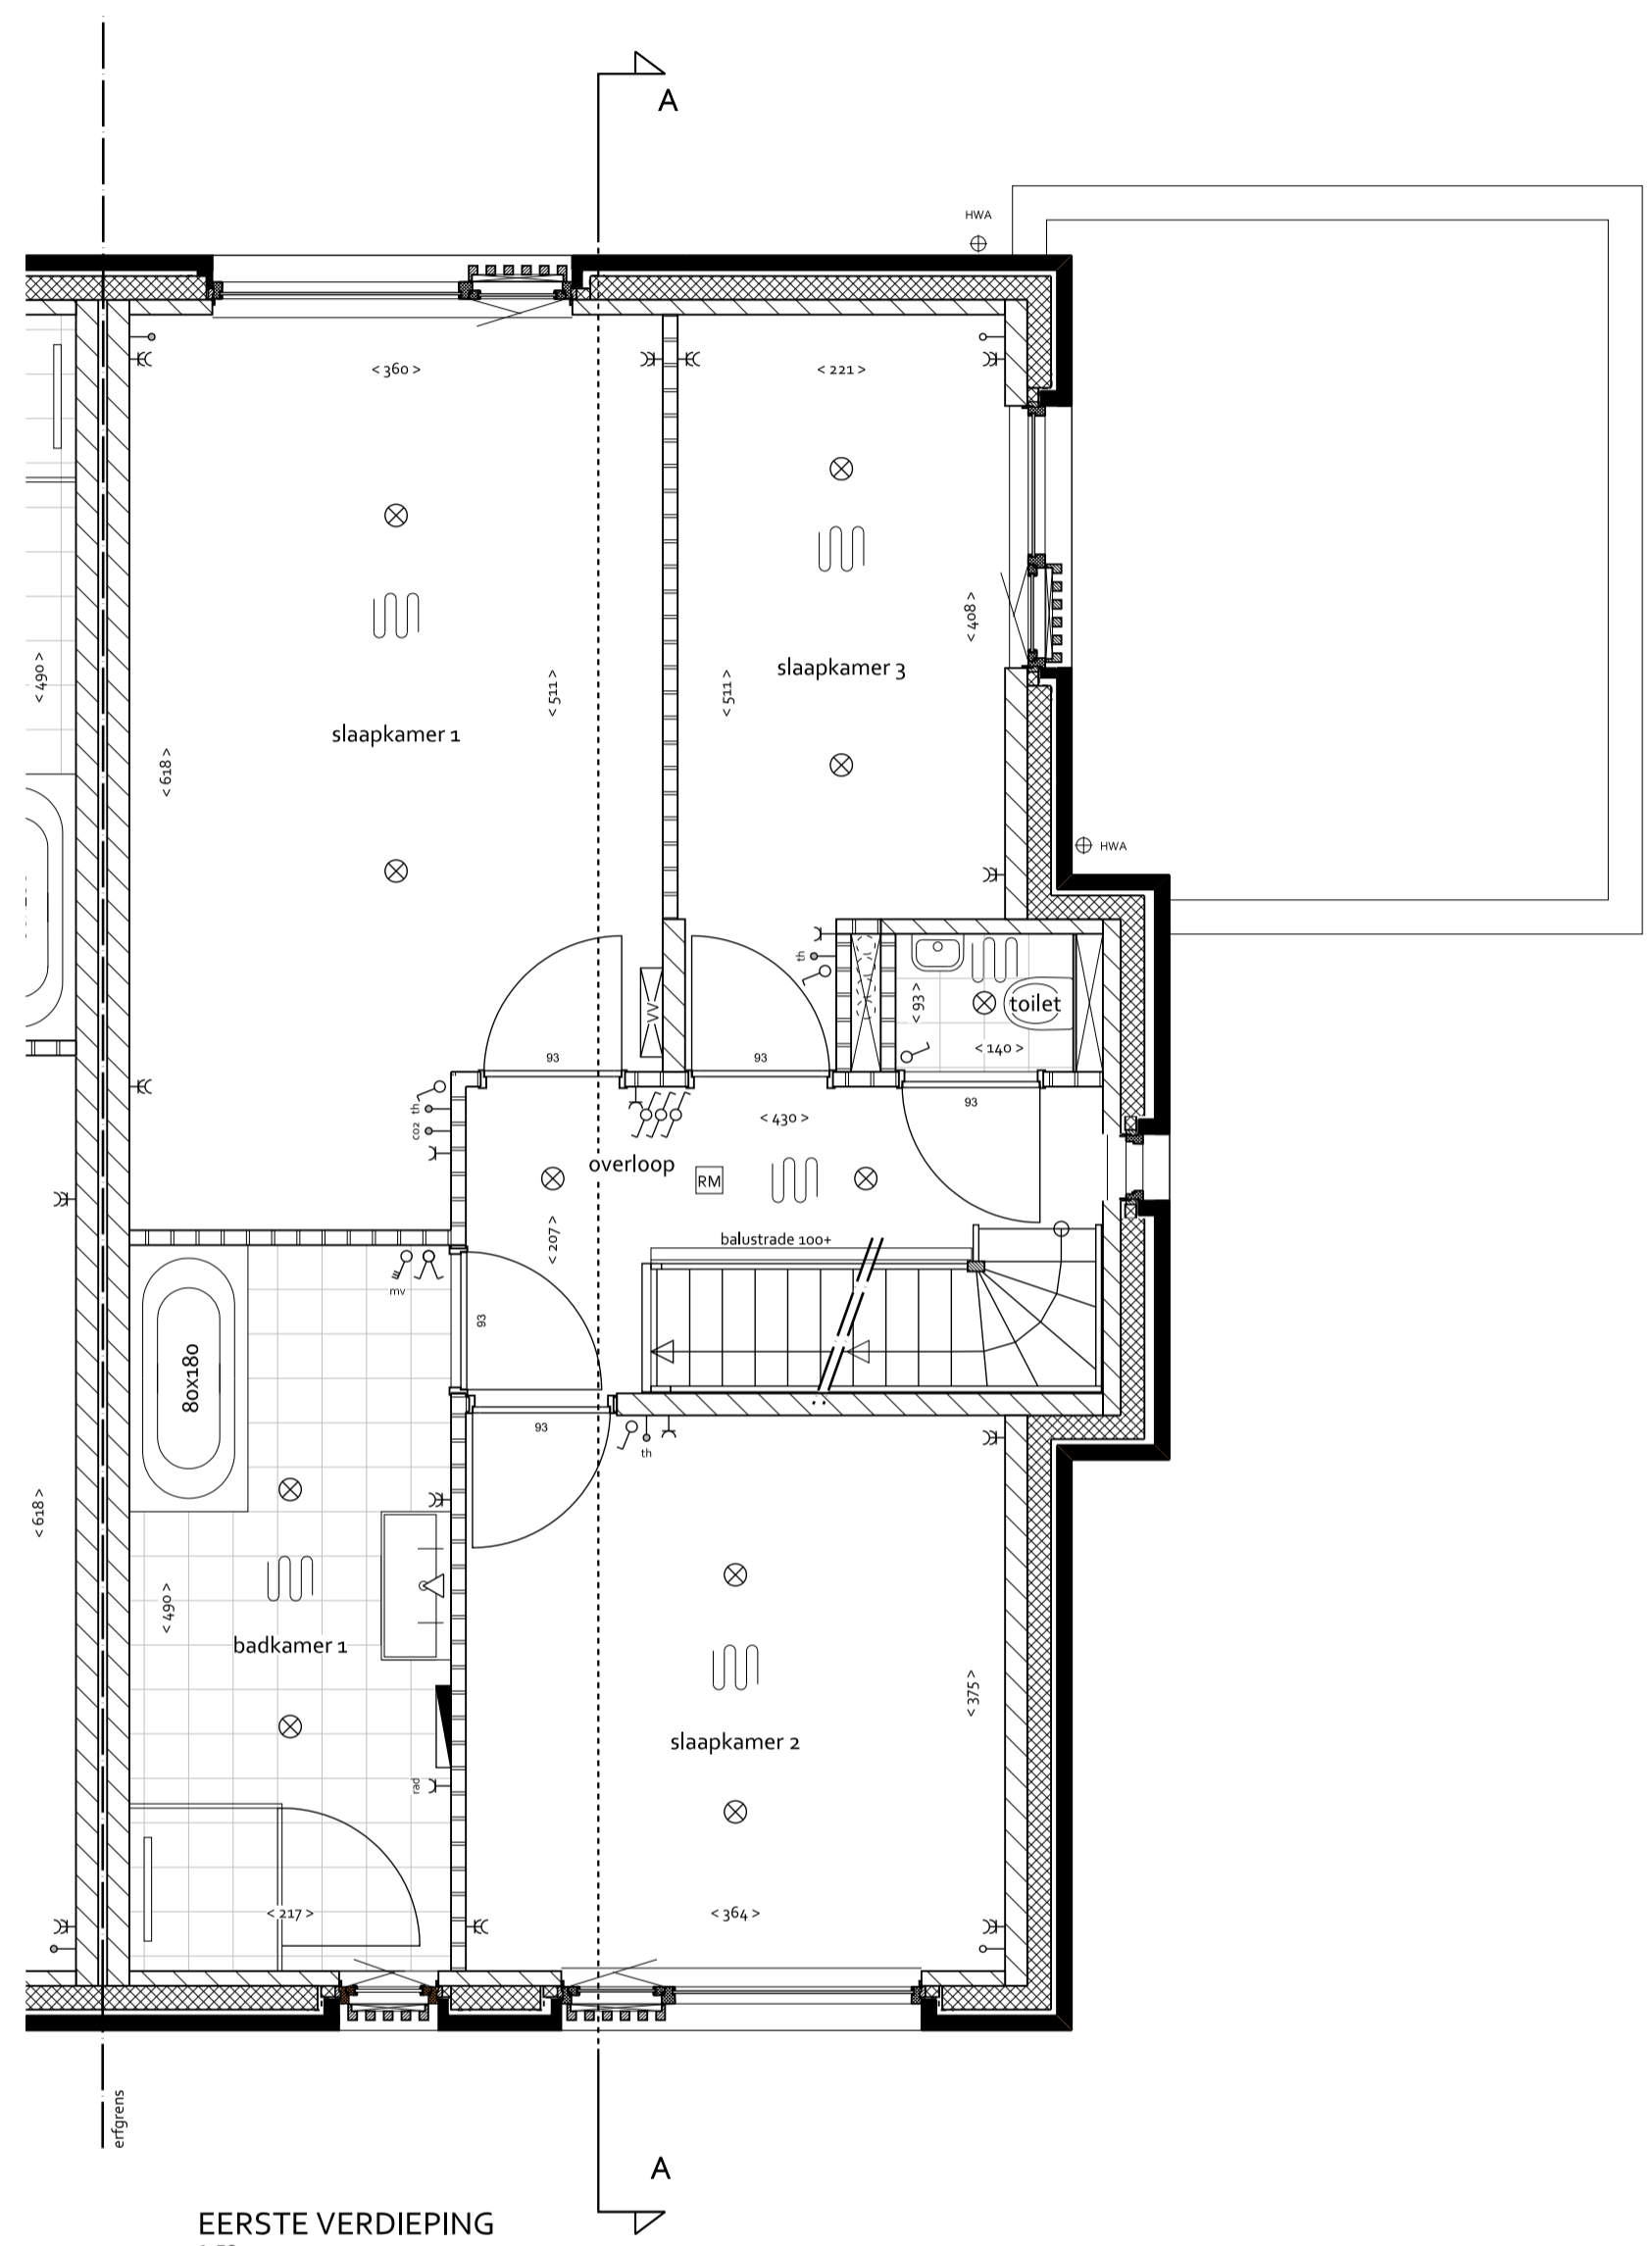 A
HWA
< 360 >
< 221 >
< 408 >
< 490 >
slaapkamer 3
< 511 >
< 511 >
slaapkamer 1
< 618 >
HWA
th
VV
< 93 >
toilet
< 140 >
93
93
93
th
co2
< 430 >
overloop
RM
< 207 >
balustrade 100+
mv
93
80x180
93
th
< 618 >
< 490 >
badkamer 1
< 375 >
slaapkamer 2
rad
< 217 >
< 364 >
erfgrens
A
EERSTE VERDIEPING